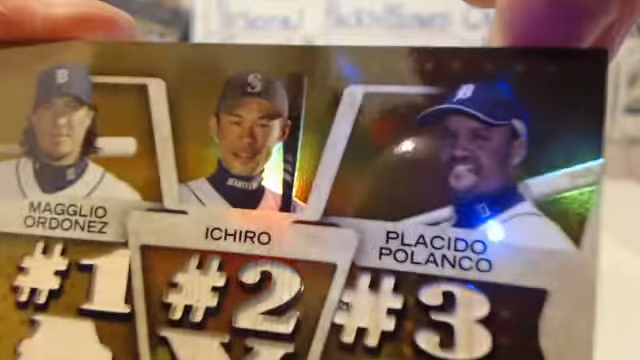 MAGGLIO
ORDONEZ
ICHIRO
PLACIDO
POLANCO
#1
#2
#3